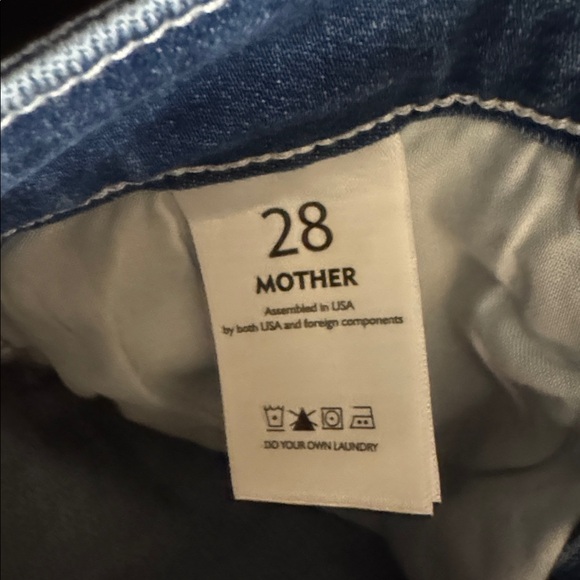 28
MOTHER
Assembled in USA
by both USA and foreign components
DO YOUR OWN LAUNDRY